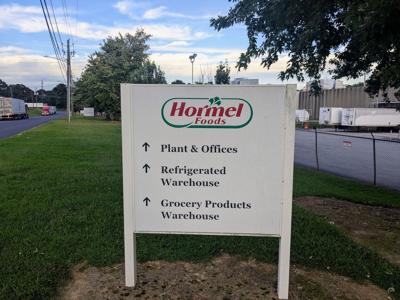 Hormel
Foods
↑ Plant & Offices
↑ Refrigerated
Warehouse
↑ Grocery Products
Warehouse